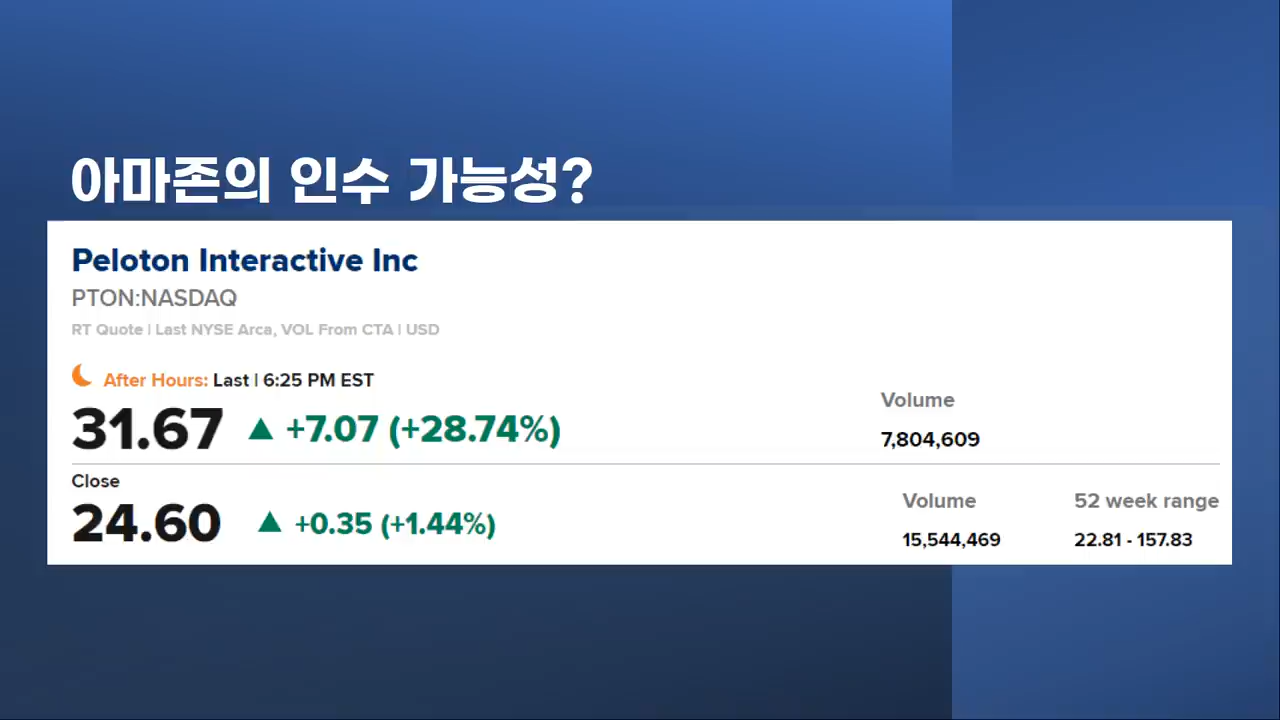 아마존의 인수 가능성?
Peloton Interactive Inc
PTON:NASDAQ
RT Quote | Last NYSE Arca, VOL From CTA | USD
After Hours: Last | 6:25 PM EST
31.67 ▲ +7.07 (+28.74%)
Volume
7,804,609
Close
24.60 ▲ +0.35 (+1.44%)
Volume
15,544,469
52 week range
22.81 - 157.83